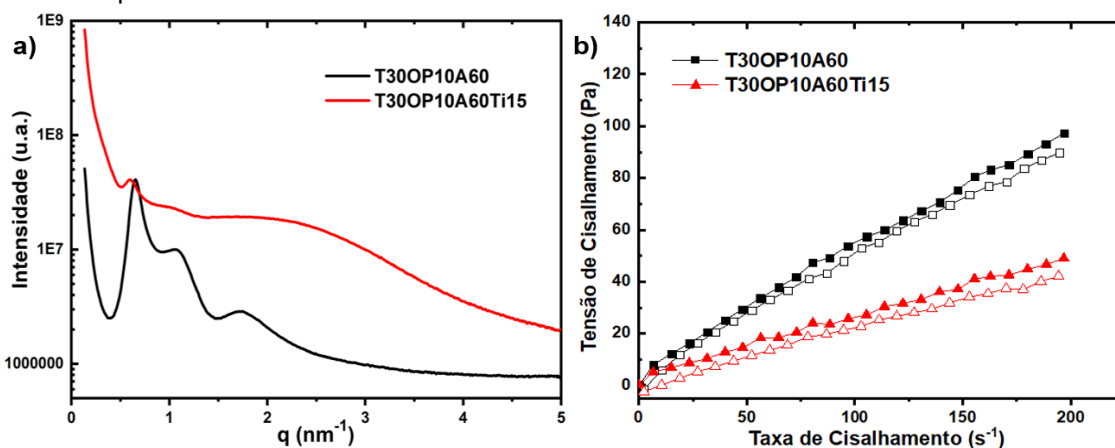 a)
T30OP10A60
T30OP10A60Ti15
Intensidade (u.a.)
1E9
1E8
1E7
1000000
0 1 2 3 4 5
q (nm⁻¹)
b)
T30OP10A60
T30OP10A60Ti15
Tensão de Cisalhamento (Pa)
140
120
100
80
60
40
20
0
0 50 100 150 200
Taxa de Cisalhamento (s⁻¹)